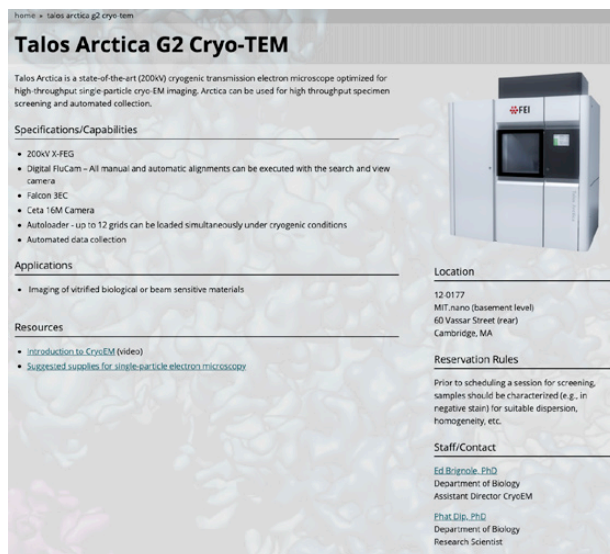 home » talos arctica g2 cryo-tem
Talos Arctica G2 Cryo-TEM
Talos Arctica is a state-of-the-art (200kV) cryogenic transmission electron microscope optimized for
high-throughput single-particle cryo-EM imaging. Arctica can be used for high throughput specimen
screening and automated collection.
Specifications/Capabilities
• 200kV X-FEG
• Digital FluCam – All manual and automatic alignments can be executed with the search and view
camera
• Falcon 3EC
• Ceta 16M Camera
• Autoloader - up to 12 grids can be loaded simultaneously under cryogenic conditions
• Automated data collection
Applications
• Imaging of vitrified biological or beam sensitive materials
Resources
• Introduction to CryoEM (video)
• Suggested supplies for single-particle electron microscopy
FEI
Location
12-0177
MIT.nano (basement level)
60 Vassar Street (rear)
Cambridge, MA
Reservation Rules
Prior to scheduling a session for screening,
samples should be characterized (e.g., in
negative stain) for suitable dispersion,
homogeneity, etc.
Staff/Contact
Ed Brignole, PhD
Department of Biology
Assistant Director CryoEM
Phat Dip, PhD
Department of Biology
Research Scientist